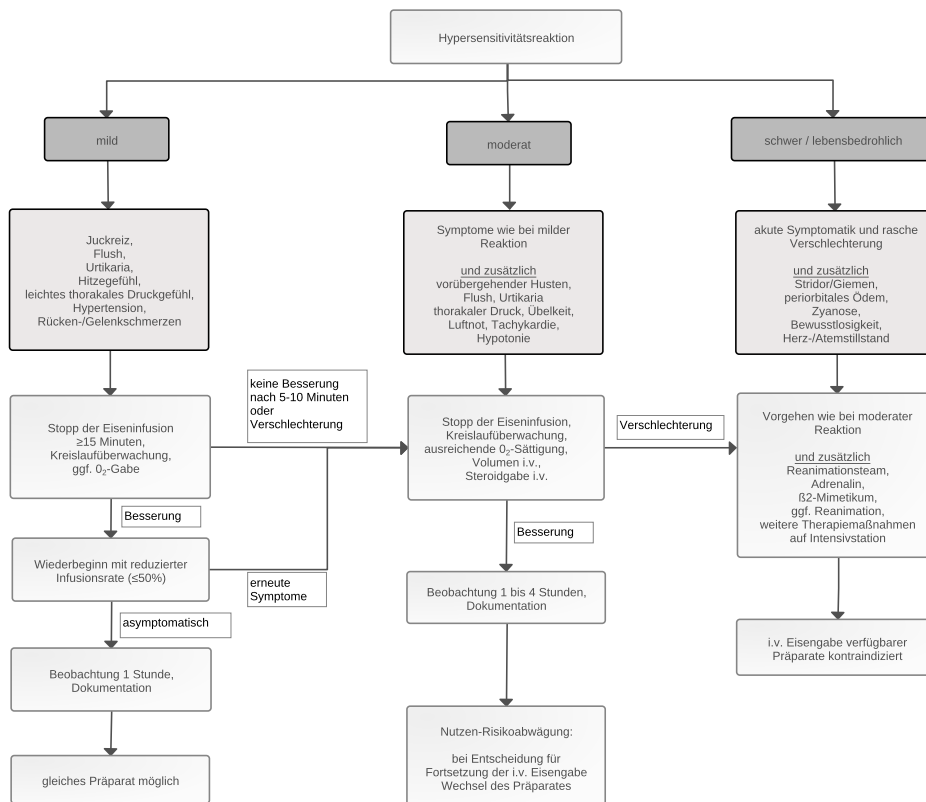 Hypersensitivitätsreaktion
mild
moderat
schwer / lebensbedrohlich
Juckreiz,
Flush,
Urtikaria,
Hitzegefühl,
leichtes thorakales Druckgefühl,
Hypertension,
Rücken-/Gelenkschmerzen
Symptome wie bei milder
Reaktion
und zusätzlich
vorübergehender Husten,
Flush, Urtikaria
thorakaler Druck, Übelkeit,
Luftnot, Tachykardie,
Hypotonie
akute Symptomatik und rasche
Verschlechterung
und zusätzlich
Stridor/Giemen,
periorbitales Ödem,
Zyanose,
Bewusstlosigkeit,
Herz-/Atemstillstand
keine Besserung
nach 5-10 Minuten
oder
Verschlechterung
Stopp der Eiseninfusion
≥15 Minuten,
Kreislaufüberwachung,
ggf. 0₂-Gabe
Stopp der Eiseninfusion,
Kreislaufüberwachung,
ausreichende 0₂-Sättigung,
Volumen i.v.,
Steroidgabe i.v.
Verschlechterung
Vorgehen wie bei moderater
Reaktion
und zusätzlich
Reanimationsteam,
Adrenalin,
ß2-Mimetikum,
ggf. Reanimation,
weitere Therapiemaßnahmen
auf Intensivstation
Besserung
Besserung
Wiederbeginn mit reduzierter
Infusionsrate (≤50%)
erneute
Symptome
Beobachtung 1 bis 4 Stunden,
Dokumentation
asymptomatisch
i.v. Eisengabe verfügbarer
Präparate kontraindiziert
Beobachtung 1 Stunde,
Dokumentation
Nutzen-Risikoabwägung:
bei Entscheidung für
Fortsetzung der i.v. Eisengabe
Wechsel des Präparates
gleiches Präparat möglich